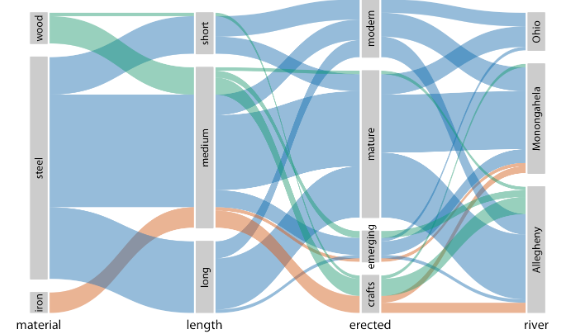 wood
steel
iron
short
medium
long
modern
mature
emerging
crafts
Ohio
Monongahela
Allegheny
material length erected river